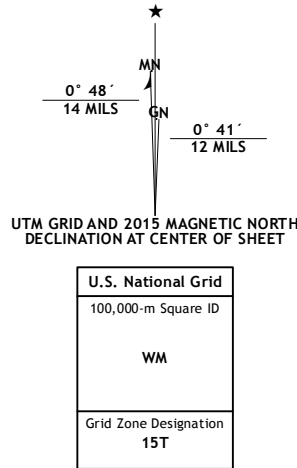 ★
MN
0° 48´
14 MILS
GN
0° 41´
12 MILS
UTM GRID AND 2015 MAGNETIC NORTH
DECLINATION AT CENTER OF SHEET
U.S. National Grid
100,000-m Square ID
WM
Grid Zone Designation
15T